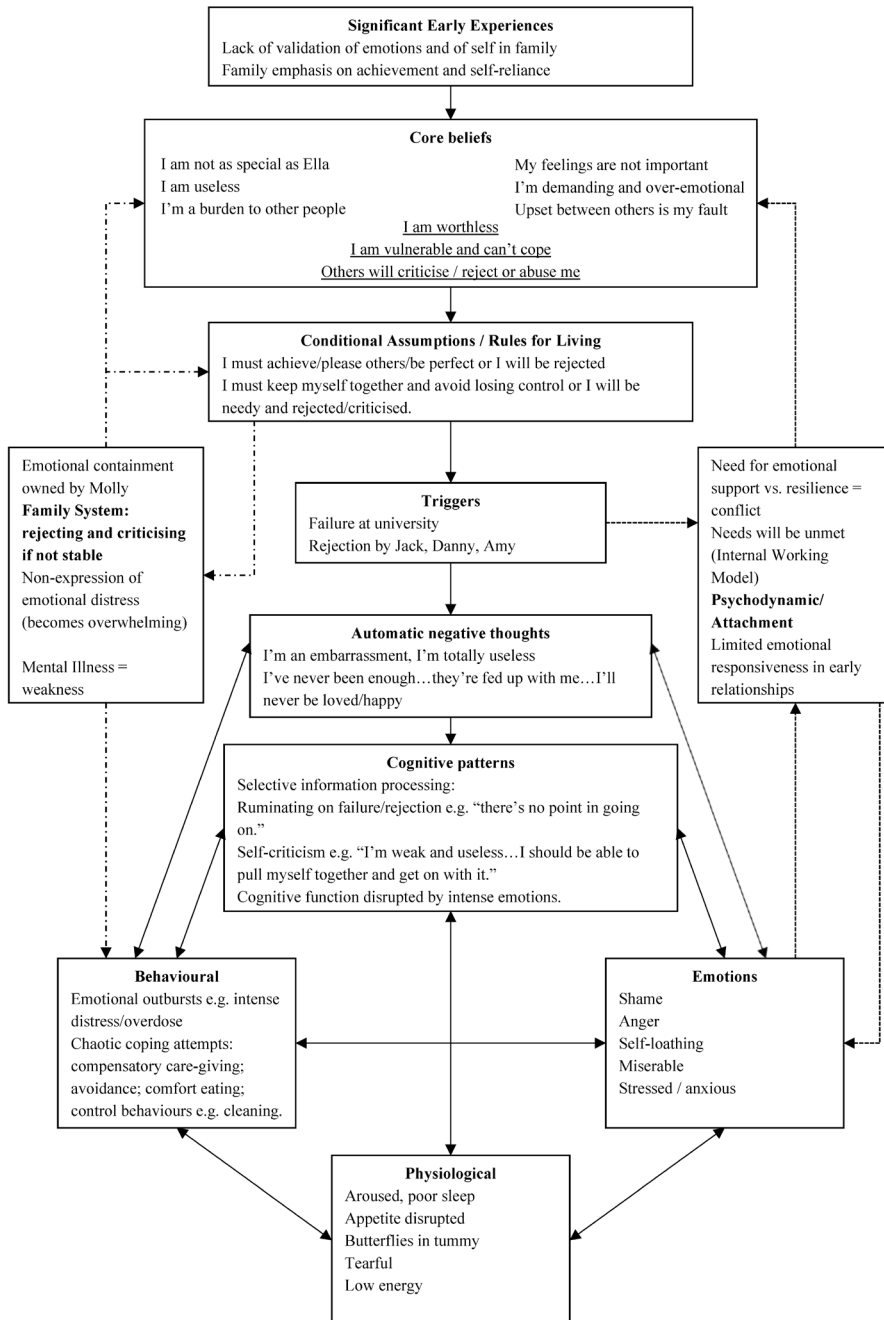 Significant Early Experiences
Lack of validation of emotions and of self in family
Family emphasis on achievement and self-reliance
Core beliefs
I am not as special as Ella
I am useless
I'm a burden to other people
My feelings are not important
I'm demanding and over-emotional
Upset between others is my fault
I am worthless
I am vulnerable and can't cope
Others will criticise / reject or abuse me
Conditional Assumptions / Rules for Living
I must achieve/please others/be perfect or I will be rejected
I must keep myself together and avoid losing control or I will be
needy and rejected/criticised.
Emotional containment
owned by Molly
Family System:
rejecting and criticising
if not stable
Non-expression of
emotional distress
(becomes overwhelming)
Mental Illness =
weakness
Triggers
Failure at university
Rejection by Jack, Danny, Amy
Need for emotional
support vs. resilience =
conflict
Needs will be unmet
(Internal Working
Model)
Psychodynamic/
Attachment
Limited emotional
responsiveness in early
relationships
Automatic negative thoughts
I'm an embarrassment, I'm totally useless
I've never been enough…they're fed up with me…I'll
never be loved/happy
Cognitive patterns
Selective information processing:
Ruminating on failure/rejection e.g. “there's no point in going
on.”
Self-criticism e.g. “I'm weak and useless…I should be able to
pull myself together and get on with it.”
Cognitive function disrupted by intense emotions.
Behavioural
Emotional outbursts e.g. intense
distress/overdose
Chaotic coping attempts:
compensatory care-giving;
avoidance; comfort eating;
control behaviours e.g. cleaning.
Emotions
Shame
Anger
Self-loathing
Miserable
Stressed / anxious
Physiological
Aroused, poor sleep
Appetite disrupted
Butterflies in tummy
Tearful
Low energy